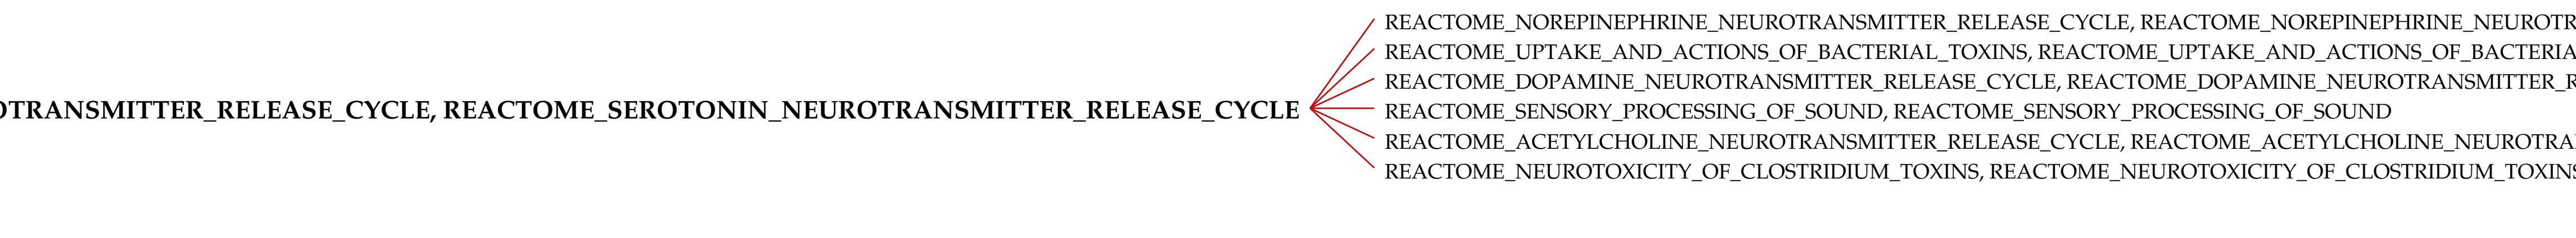 REACTOME_NOREPINEPHRINE_NEUROTRANSMITTER_RELEASE_CYCLE, REACTOME_NOREPINEPHRINE_NEUROTR
REACTOME_UPTAKE_AND_ACTIONS_OF_BACTERIAL_TOXINS, REACTOME_UPTAKE_AND_ACTIONS_OF_BACTERIA
REACTOME_DOPAMINE_NEUROTRANSMITTER_RELEASE_CYCLE, REACTOME_DOPAMINE_NEUROTRANSMITTER_R
OTRANSMITTER_RELEASE_CYCLE, REACTOME_SEROTONIN_NEUROTRANSMITTER_RELEASE_CYCLE
REACTOME_SENSORY_PROCESSING_OF_SOUND, REACTOME_SENSORY_PROCESSING_OF_SOUND
REACTOME_ACETYLCHOLINE_NEUROTRANSMITTER_RELEASE_CYCLE, REACTOME_ACETYLCHOLINE_NEUROTRA
REACTOME_NEUROTOXICITY_OF_CLOSTRIDIUM_TOXINS, REACTOME_NEUROTOXICITY_OF_CLOSTRIDIUM_TOXINS